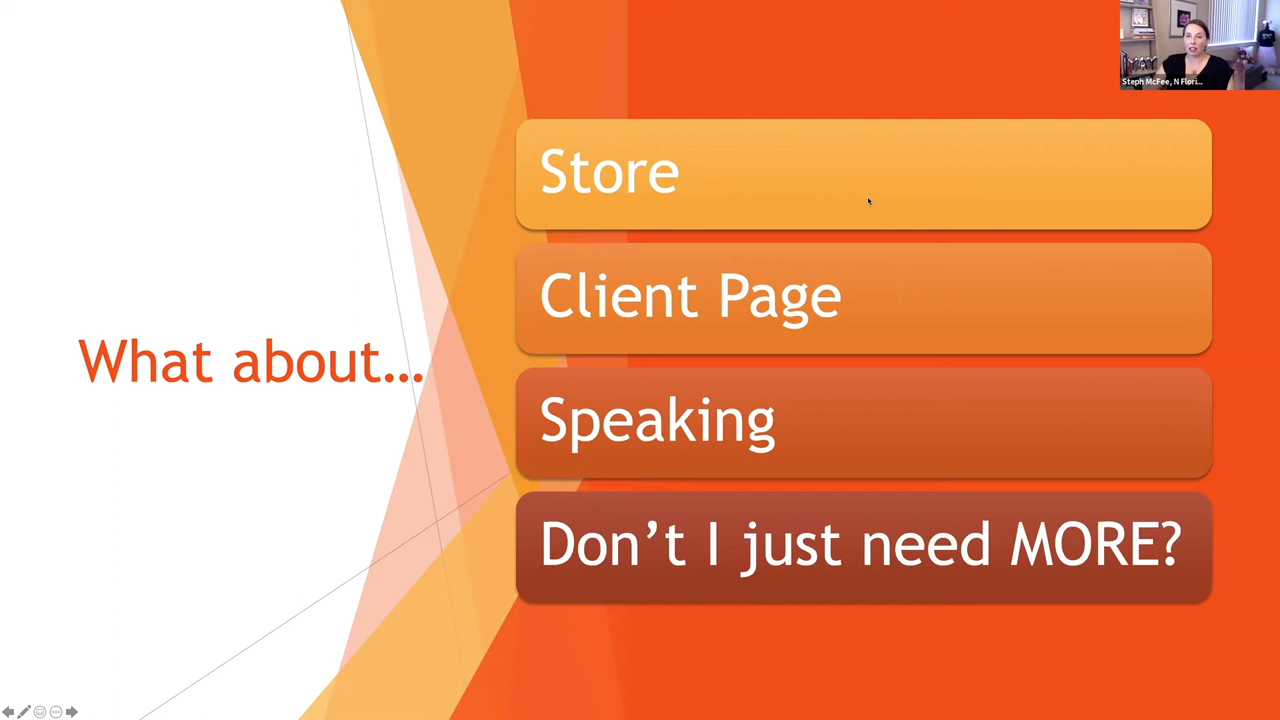 Steph McFee, N Flori...
Store
Client Page
What about...
Speaking
Don’t I just need MORE?